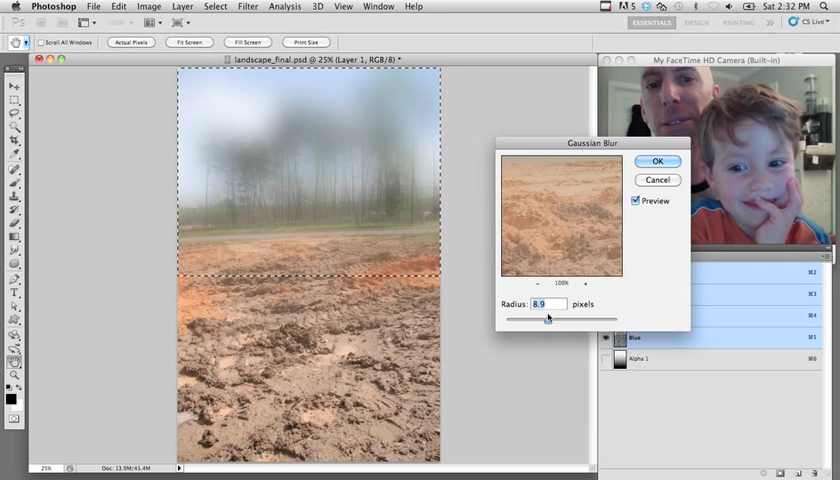 Photoshop File Edit Image Layer Select Filter Analysis 3D View Window Help 5 Sat 2:32 PM
Ps ESSENTIALS DESIGN PAINTING CS Live
Scroll All Windows Actual Pixels Fit Screen Fill Screen Print Size
landscape_final.psd @ 25% (Layer 1, RGB/8) *
My FaceTime HD Camera (Built-in)
Gaussian Blur
OK
Cancel
Preview
100%
Radius: 8.9 pixels
⌘2
⌘3
⌘4
Blue ⌘5
Alpha 1 ⌘6
25% Doc: 13.9M/45.4M